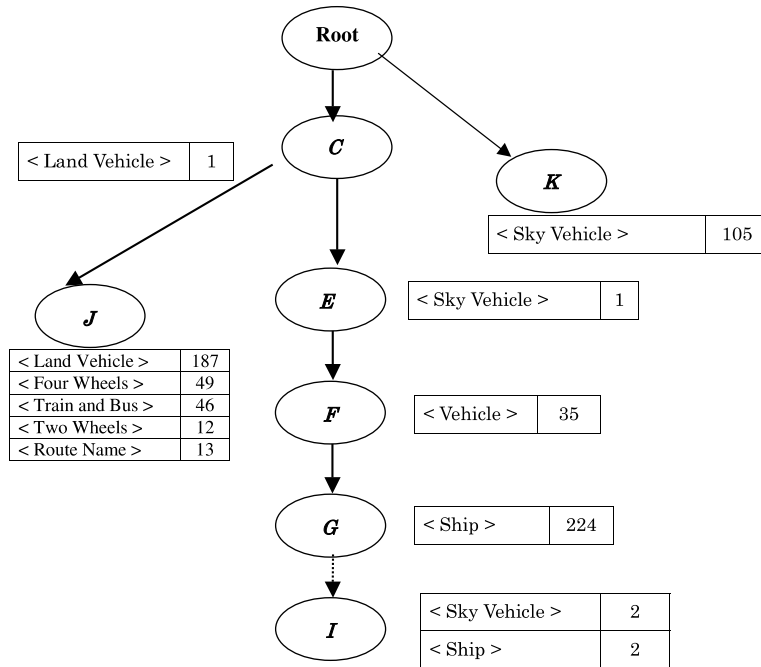 Root
C
< Land Vehicle > 1
K
< Sky Vehicle > 105
E
< Sky Vehicle > 1
J
< Land Vehicle > 187
< Four Wheels > 49
< Train and Bus > 46
< Two Wheels > 12
< Route Name > 13
F
< Vehicle > 35
G
< Ship > 224
I
< Sky Vehicle > 2
< Ship > 2